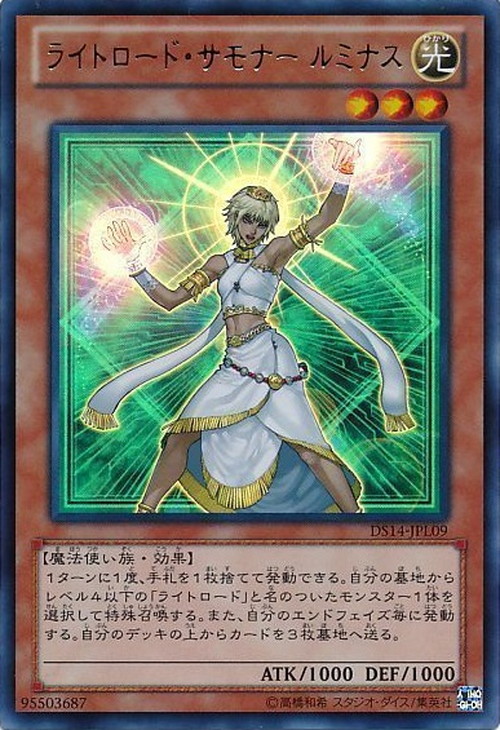 ライトロード・サモナー ルミナス
光
DS14-JPL09
【魔法使い族・効果】
1ターンに1度、手札を1枚捨てて発動できる。自分の墓地から
レベル4以下の「ライトロード」と名のついたモンスター1体を
選択して特殊召喚する。また、自分のエンドフェイズ毎に発動
する。自分のデッキの上からカードを3枚墓地へ送る。
ATK/1000 DEF/1000
95503687
©高橋和希 スタジオ・ダイス/集英社